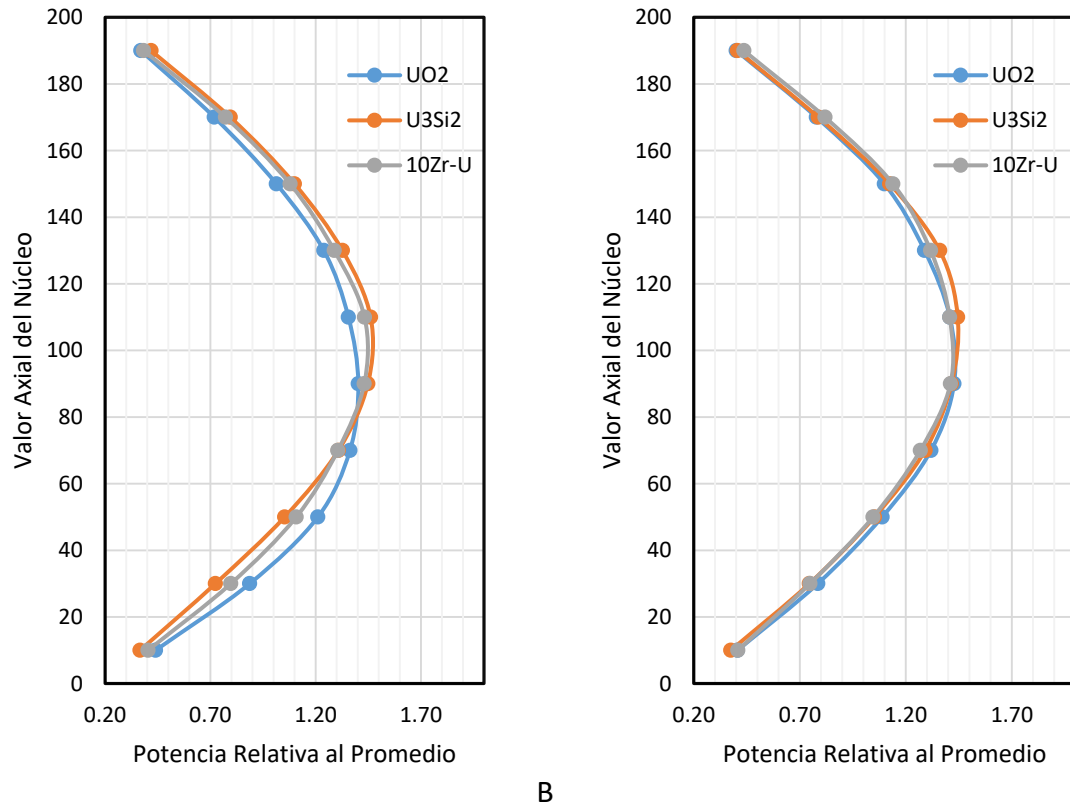 200
180
160
140
120
100
80
60
40
20
0
Valor Axial del Núcleo
UO2
U3Si2
10Zr-U
0.20 0.70 1.20 1.70
Potencia Relativa al Promedio
200
180
160
140
120
100
80
60
40
20
0
Valor Axial del Núcleo
UO2
U3Si2
10Zr-U
0.20 0.70 1.20 1.70
Potencia Relativa al Promedio
B